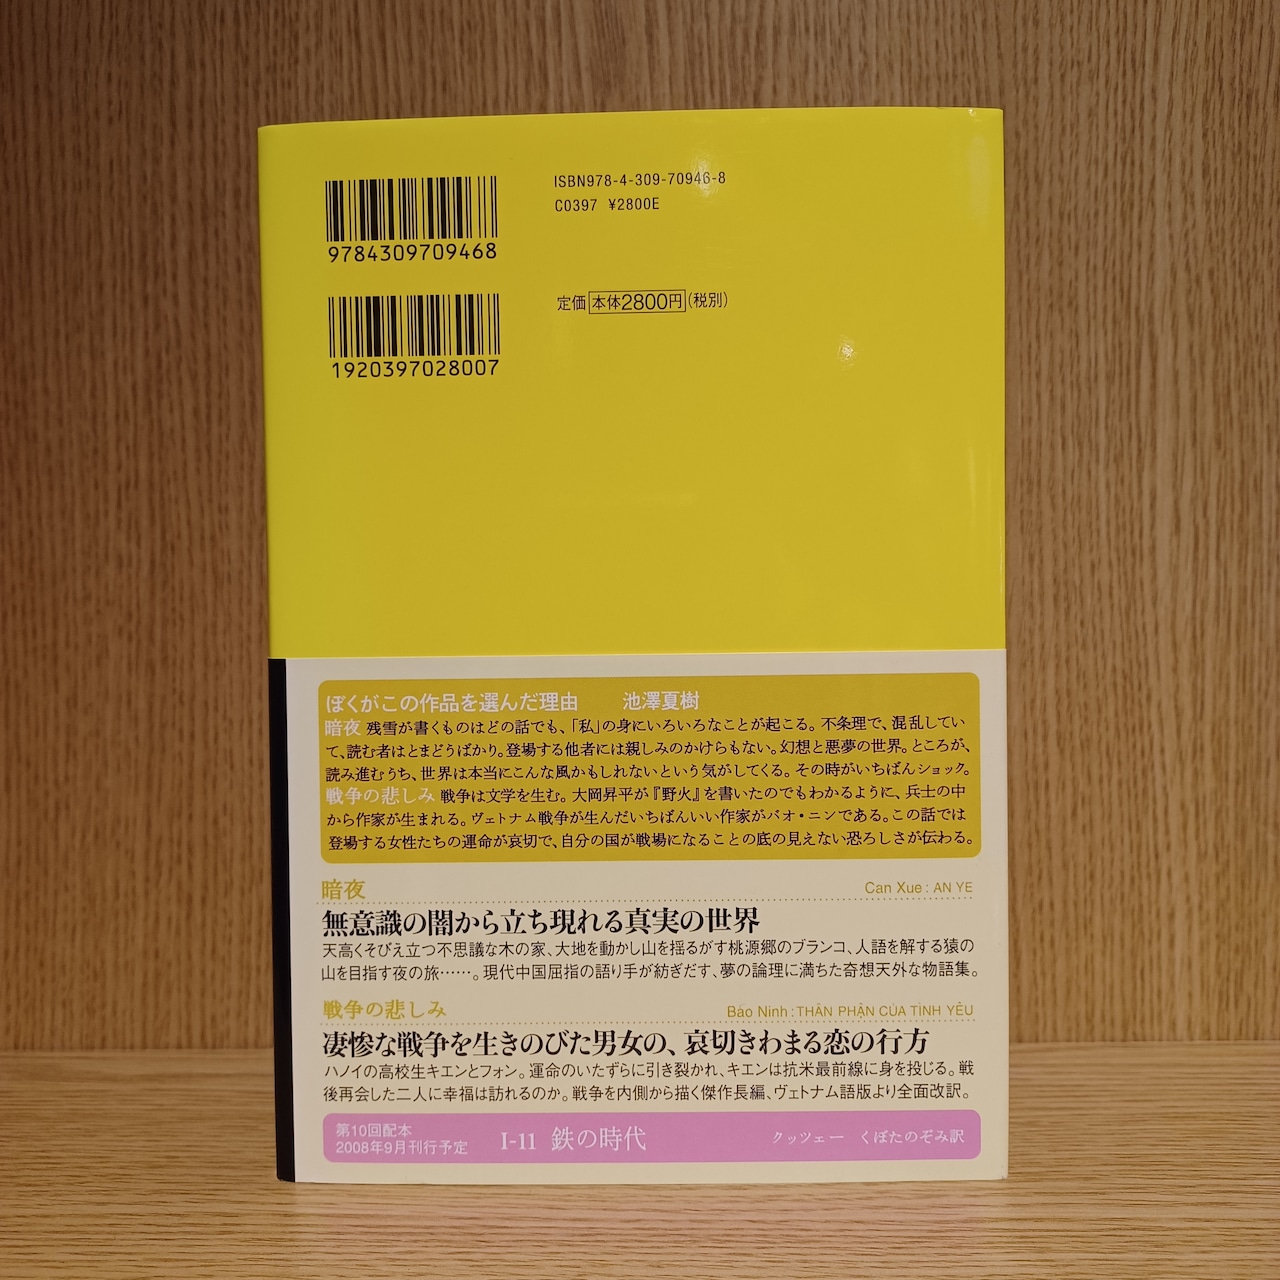 9784309709468
ISBN978-4-309-70946-8
C0397 ¥2800E
1920397028007
定価 本体2800円(税別)
ぼくがこの作品を選んだ理由 池澤夏樹
暗夜 残雪が書くものはどの話でも、「私」の身にいろいろなことが起こる。不条理で、混乱してい
て、読む者はとまどうばかり。登場する他者には親しみのかけらもない。幻想と悪夢の世界。ところが、
読み進むうち、世界は本当にこんな風かもしれないという気がしてくる。その時がいちばんショック。
戦争の悲しみ 戦争は文学を生む。大岡昇平が『野火』を書いたのでもわかるように、兵士の中
から作家が生まれる。ヴェトナム戦争が生んだいちばんいい作家がバオ・ニンである。この話では
登場する女性たちの運命が哀切で、自分の国が戦場になることの底の見えない恐ろしさが伝わる。
暗夜 Can Xue : AN YE
無意識の闇から立ち現れる真実の世界
天高くそびえ立つ不思議な木の家、大地を動かし山を揺るがす桃源郷のブランコ、人語を解する猿の
山を目指す夜の旅……。現代中国屈指の語り手が紡ぎだす、夢の論理に満ちた奇想天外な物語集。
戦争の悲しみ Bảo Ninh : THÂN PHẬN CỦA TÌNH YÊU
凄惨な戦争を生きのびた男女の、哀切きわまる恋の行方
ハノイの高校生キエンとフォン。運命のいたずらに引き裂かれ、キエンは抗米最前線に身を投じる。戦
後再会した二人に幸福は訪れるのか。戦争を内側から描く傑作長編、ヴェトナム語版より全面改訳。
第10回配本
2008年9月刊行予定
I-11 鉄の時代 クッツェー くぼたのぞみ訳